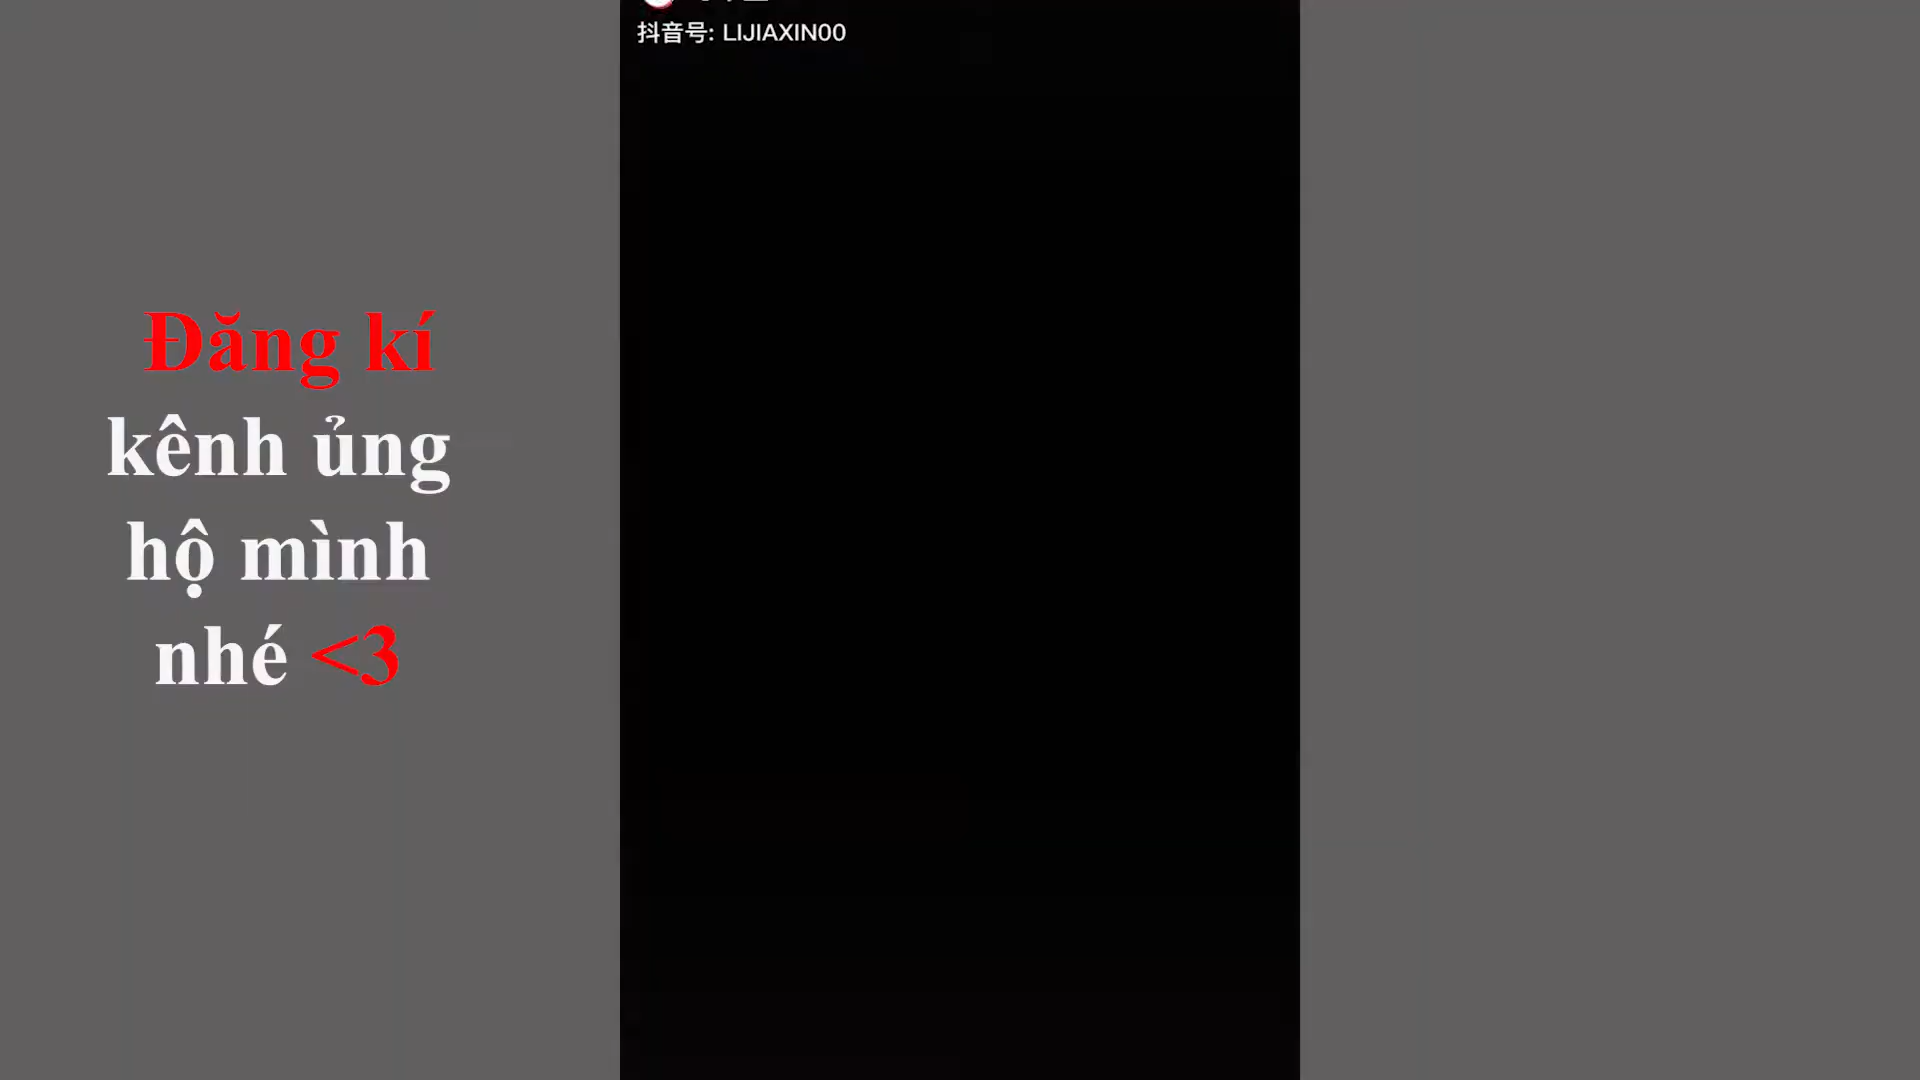 抖音号: LIJIAXIN00
Đăng kí
kênh ủng
hộ mình
nhé <3